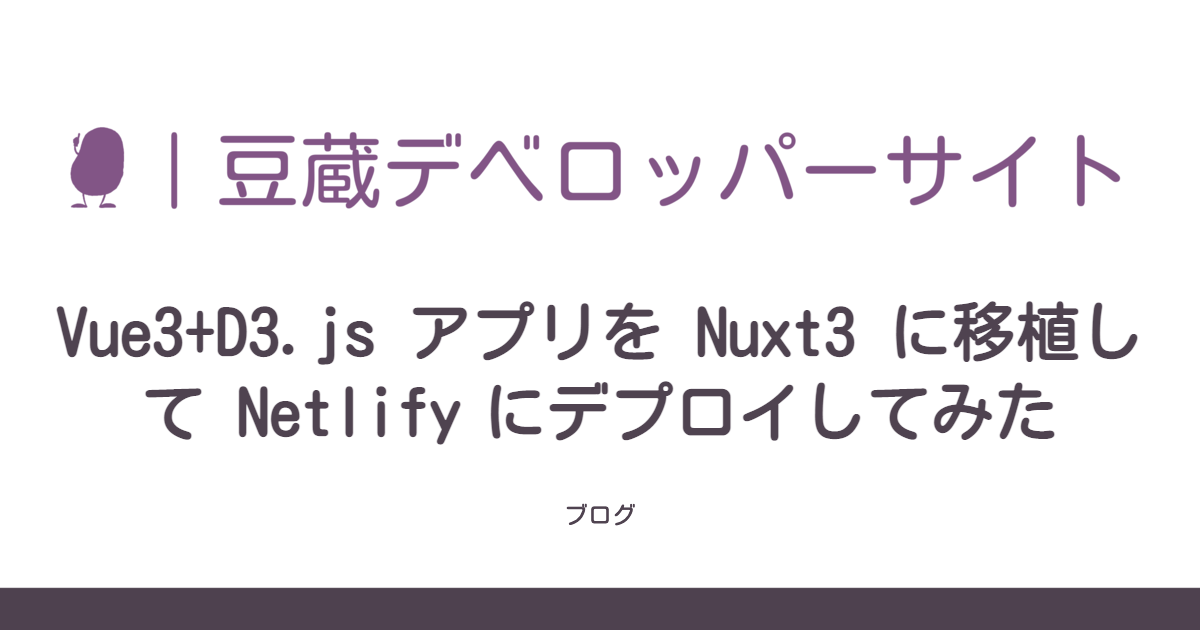 | 豆蔵デベロッパーサイト
Vue3+D3.js アプリを Nuxt3 に移植し
て Netlify にデプロイしてみた
ブログ